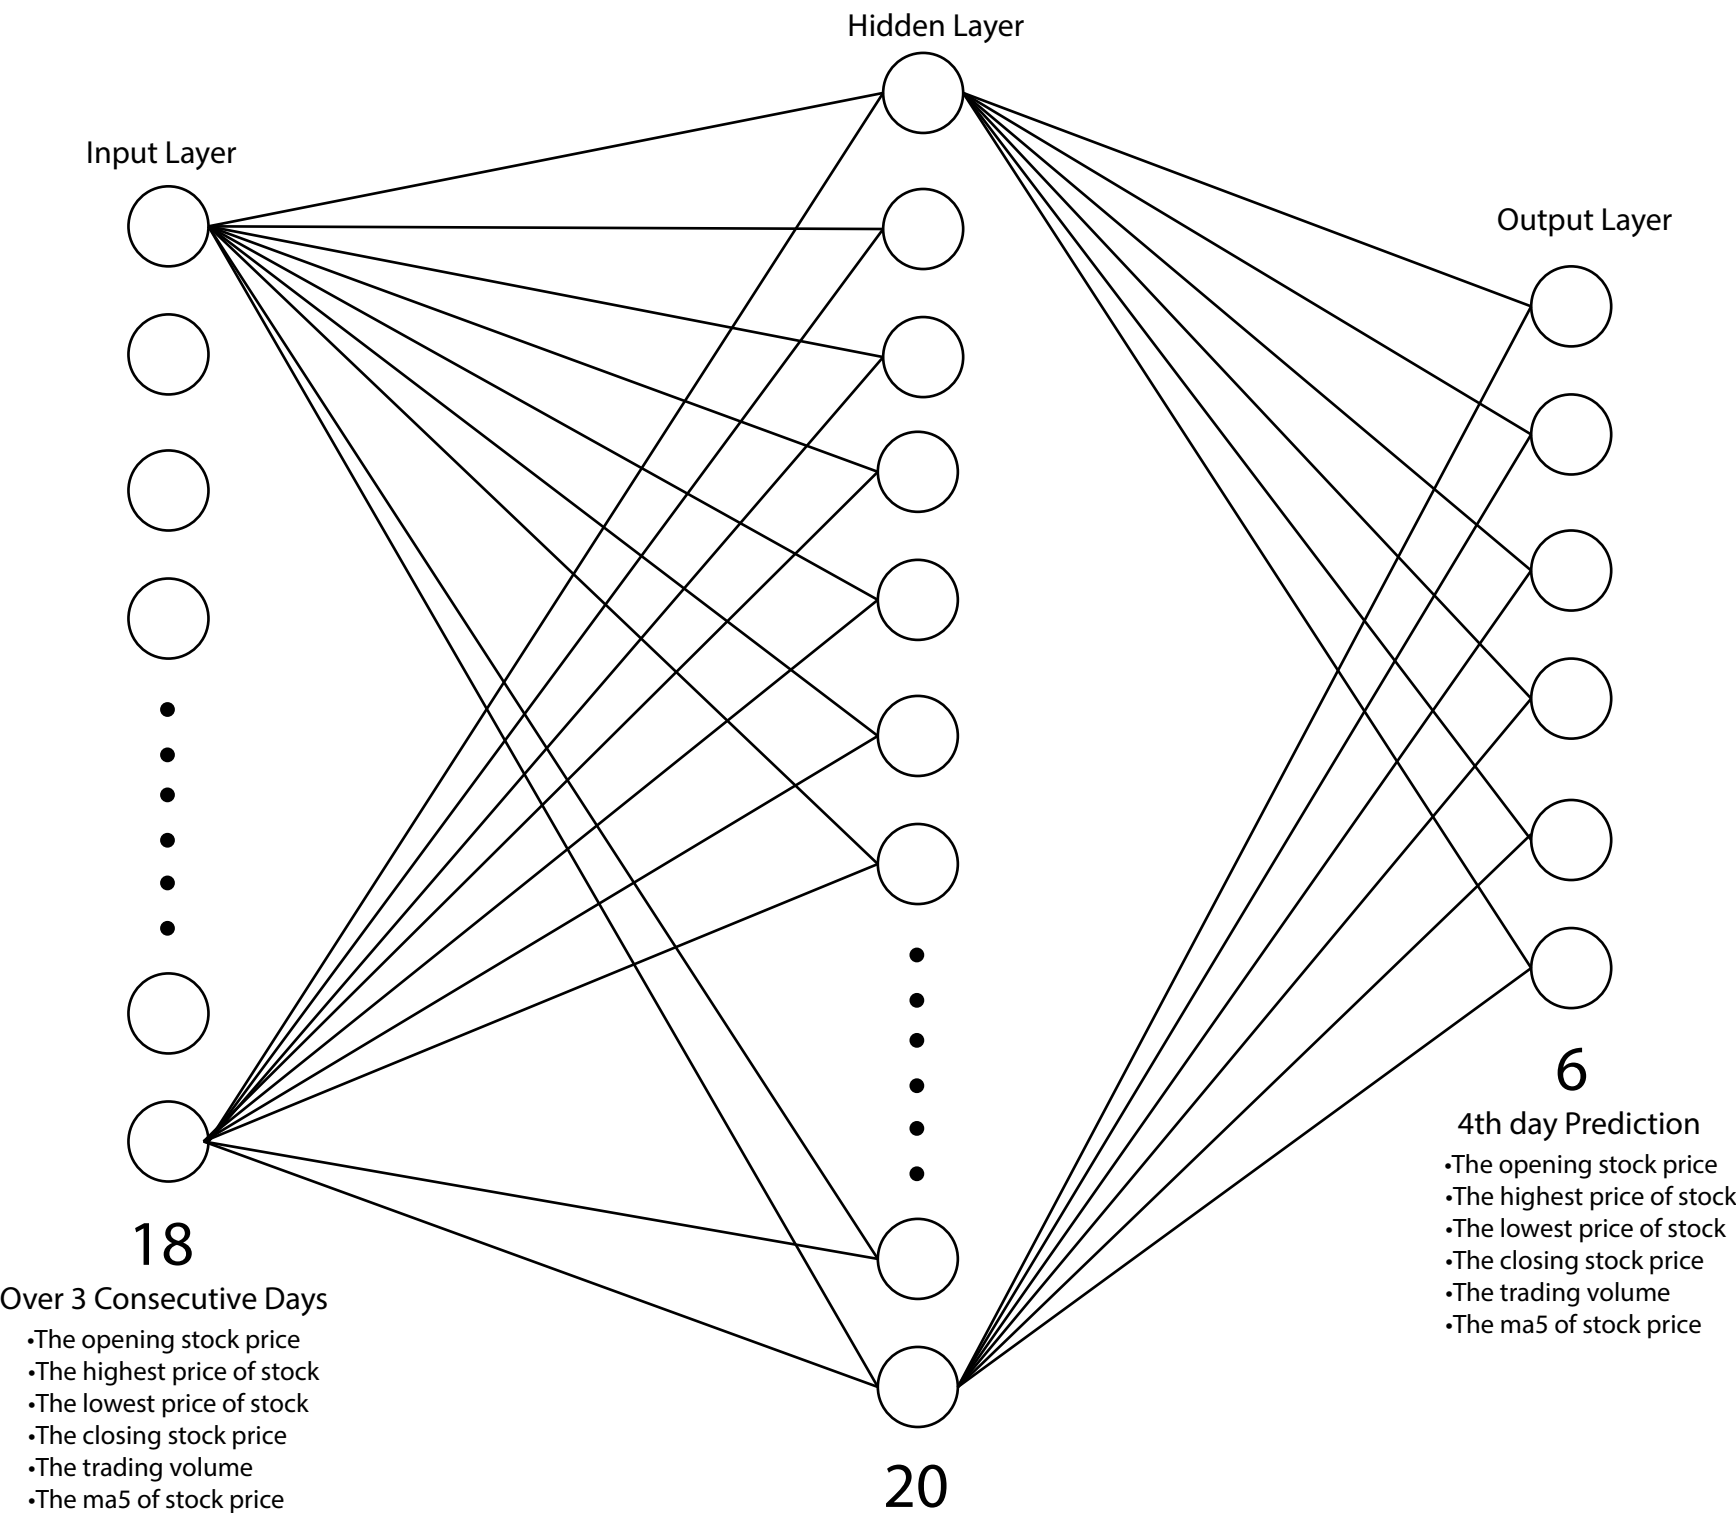 Hidden Layer
Input Layer
Output Layer
18
Over 3 Consecutive Days
•The opening stock price
•The highest price of stock
•The lowest price of stock
•The closing stock price
•The trading volume
•The ma5 of stock price
20
6
4th day Prediction
•The opening stock price
•The highest price of stock
•The lowest price of stock
•The closing stock price
•The trading volume
•The ma5 of stock price